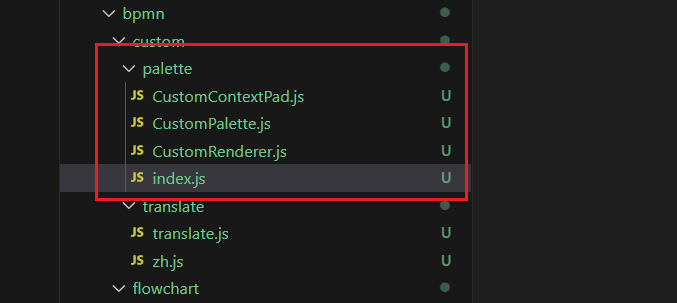 bpmn
custom
palette
JS CustomContextPad.js U
JS CustomPalette.js U
JS CustomRenderer.js U
JS index.js U
translate
JS translate.js U
JS zh.js U
flowchart